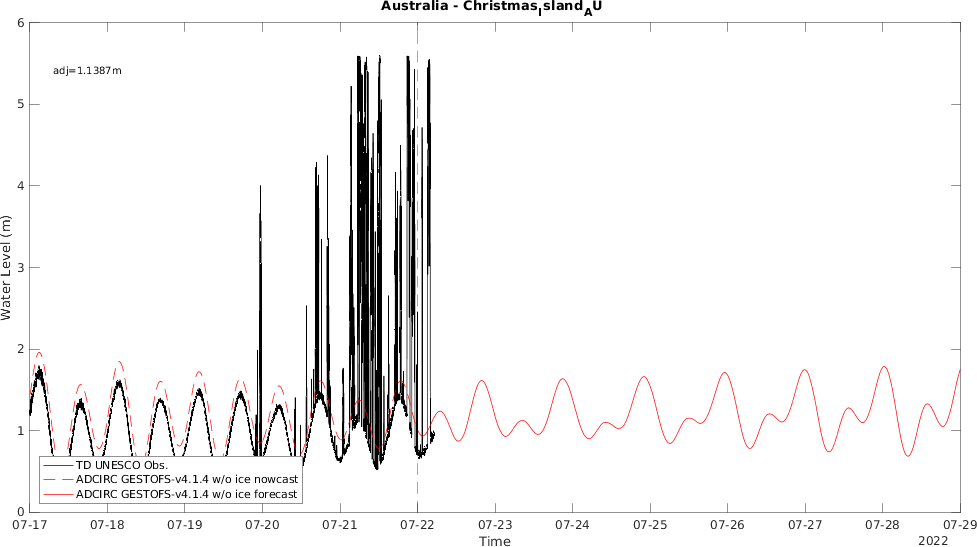 Australia - ChristmasIslandAU
6
adj=1.1387m
5
4
3
2
1
0
Water Level (m)
TD UNESCO Obs.
ADCIRC GESTOFS-v4.1.4 w/o ice nowcast
ADCIRC GESTOFS-v4.1.4 w/o ice forecast
07-17 07-18 07-19 07-20 07-21 07-22 07-23 07-24 07-25 07-26 07-27 07-28 07-29
Time
2022